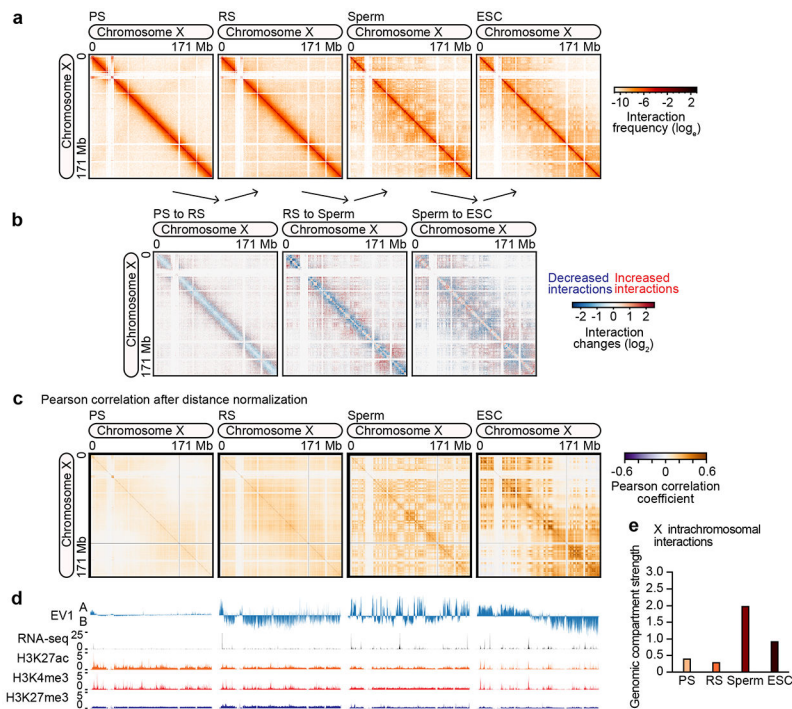 a
PS RS Sperm ESC
Chromosome X Chromosome X Chromosome X Chromosome X
0 171 Mb 0 171 Mb 0 171 Mb 0 171 Mb
Chromosome X
0
171 Mb
-10 -6 -2 2
Interaction
frequency (logₑ)
b
PS to RS RS to Sperm Sperm to ESC
Chromosome X Chromosome X Chromosome X
0 171 Mb 0 171 Mb 0 171 Mb
Chromosome X
0
171 Mb
Decreased Increased
interactions interactions
-2 -1 0 1 2
Interaction
changes (log₂)
c Pearson correlation after distance normalization
PS RS Sperm ESC
Chromosome X Chromosome X Chromosome X Chromosome X
0 171 Mb 0 171 Mb 0 171 Mb 0 171 Mb
Chromosome X
0
171 Mb
-0.6 0 0.6
Pearson correlation
coefficient
d
EV1 A
B
RNA-seq 25
0
H3K27ac 5
0
H3K4me3 5
0
H3K27me3 5
0
e X intrachromosomal
interactions
Genomic compartment strength
3.0
2.5
2.0
1.5
1.0
0.5
0
PS RS Sperm ESC